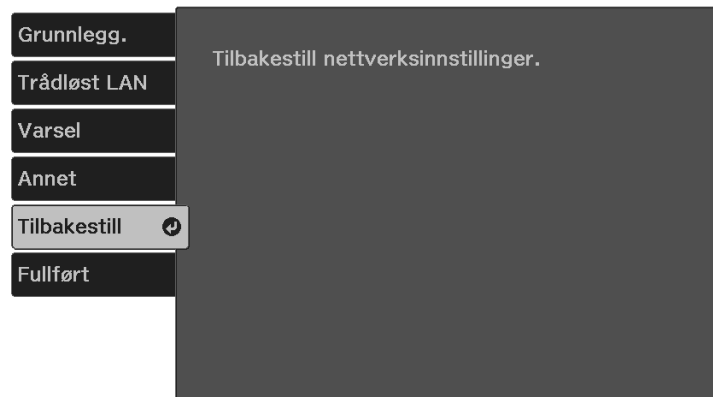 Grunnlegg.
Trådløst LAN
Varsel
Annet
Tilbakestill
Fullført
Tilbakestill nettverksinnstillinger.